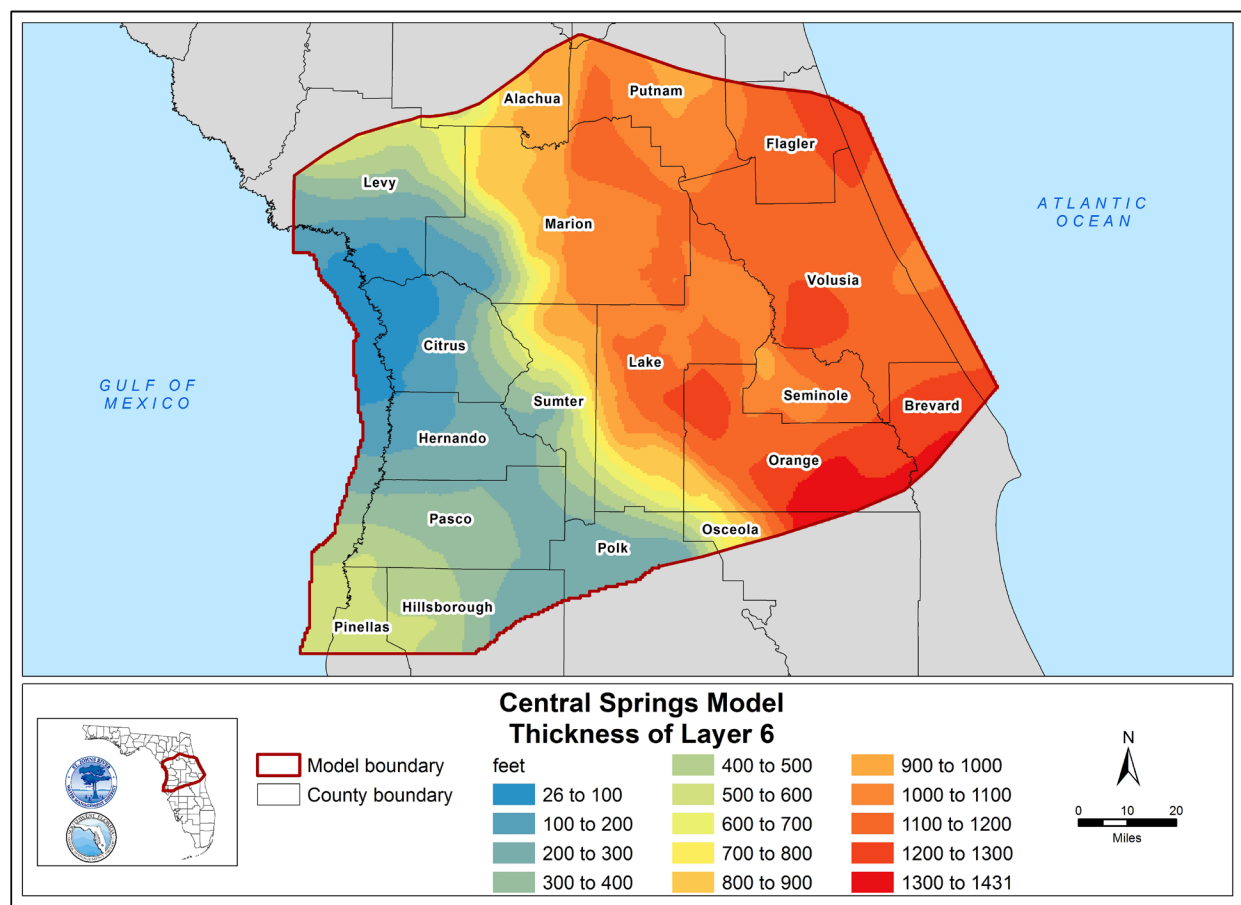 Alachua
Putnam
Flagler
Levy
ATLANTIC
OCEAN
Marion
Volusia
Citrus
Lake
GULF OF
MEXICO
Sumter
Seminole
Brevard
Hernando
Orange
Pasco
Osceola
Polk
Hillsborough
Pinellas
Central Springs Model
Thickness of Layer 6
Model boundary
County boundary
feet
26 to 100
100 to 200
200 to 300
300 to 400
400 to 500
500 to 600
600 to 700
700 to 800
800 to 900
900 to 1000
1000 to 1100
1100 to 1200
1200 to 1300
1300 to 1431
N
0 10 20
Miles